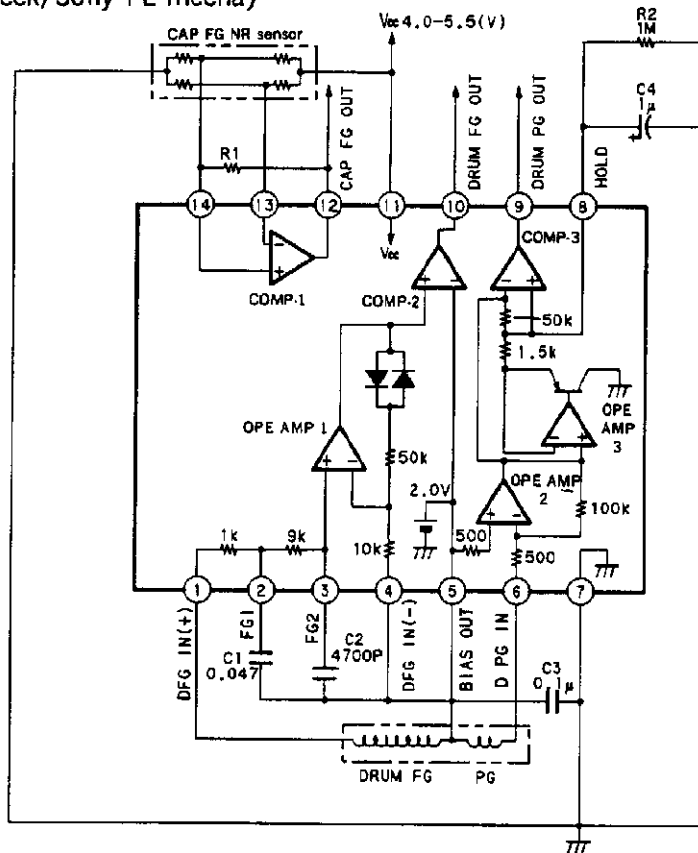 CAP FG NR sensor
Vcc 4.0-5.5(V)
R2
1M
C4
1μ
R1
CAP FG OUT
DRUM FG OUT
DRUM PG OUT
HOLD
14
13
12
11
10
9
8
Vcc
COMP-1
COMP-2
COMP-3
50k
1.5k
OPE AMP 1
OPE
AMP
3
50k
2.0V
OPE AMP
2
100k
1k
9k
10k
500
500
1
2
3
4
5
6
7
DFG IN(+)
FG1
FG2
DFG IN(-)
BIAS OUT
D PG IN
C1
0.047
C2
4700P
C3
0.1μ
DRUM FG
PG